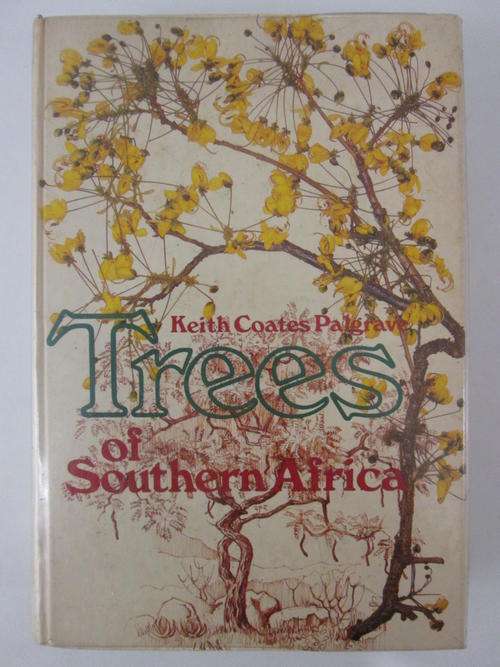 Keith Coates Palgrave
Trees
of
Southern Africa